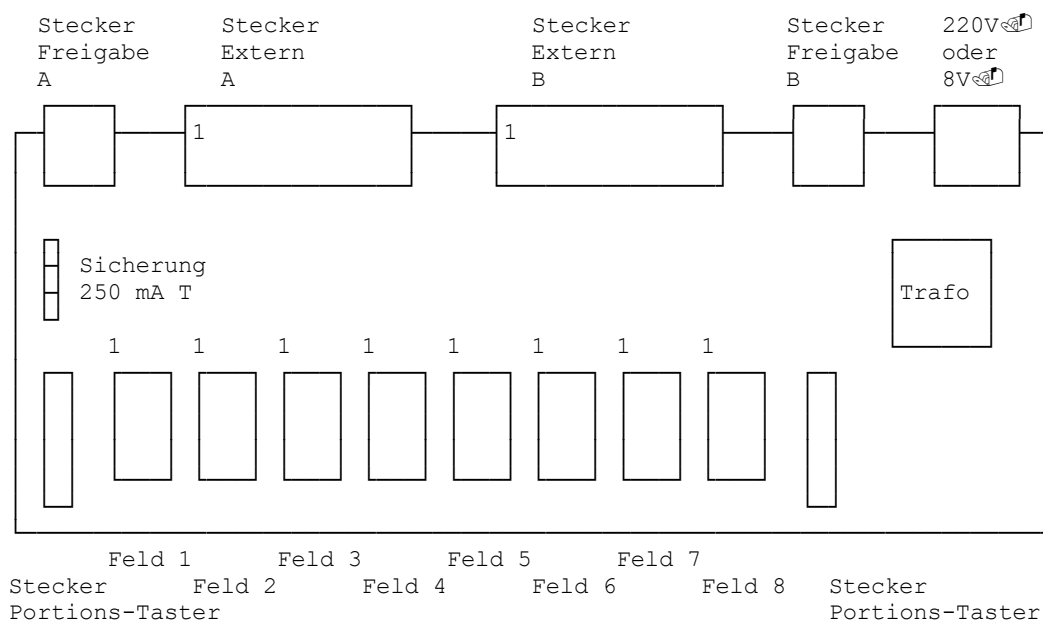 Stecker Stecker Stecker Stecker 220V
Freigabe Extern Extern Freigabe oder
A A B B 8V
1 1
Sicherung
250 mA T Trafo
1 1 1 1 1 1 1 1
Feld 1 Feld 3 Feld 5 Feld 7
Stecker Feld 2 Feld 4 Feld 6 Feld 8 Stecker
Portions-Taster Portions-Taster